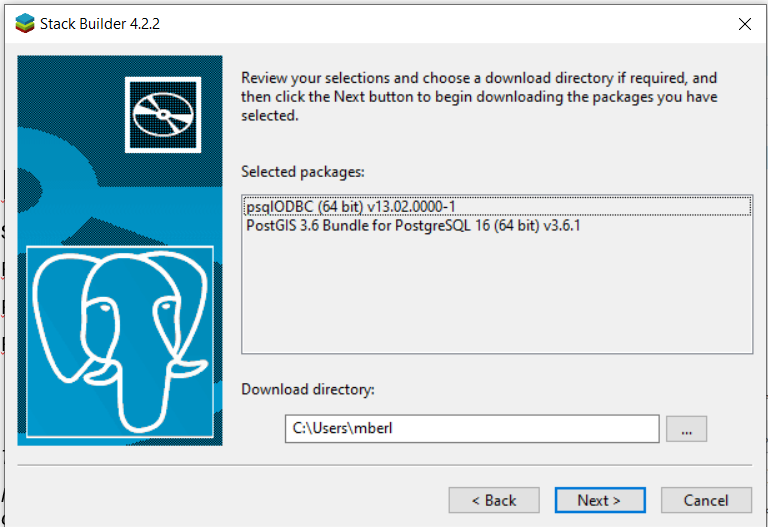 Stack Builder 4.2.2
Review your selections and choose a download directory if required, and
then click the Next button to begin downloading the packages you have
selected.
Selected packages:
psqlODBC (64 bit) v13.02.0000-1
PostGIS 3.6 Bundle for PostgreSQL 16 (64 bit) v3.6.1
Download directory:
C:\Users\mberl
...
< Back
Next >
Cancel